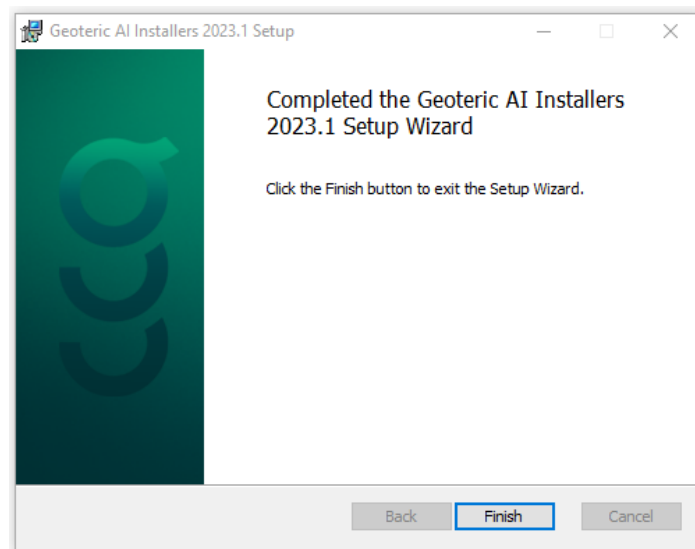 Geoteric AI Installers 2023.1 Setup
Completed the Geoteric AI Installers
2023.1 Setup Wizard
Click the Finish button to exit the Setup Wizard.
Back Finish Cancel